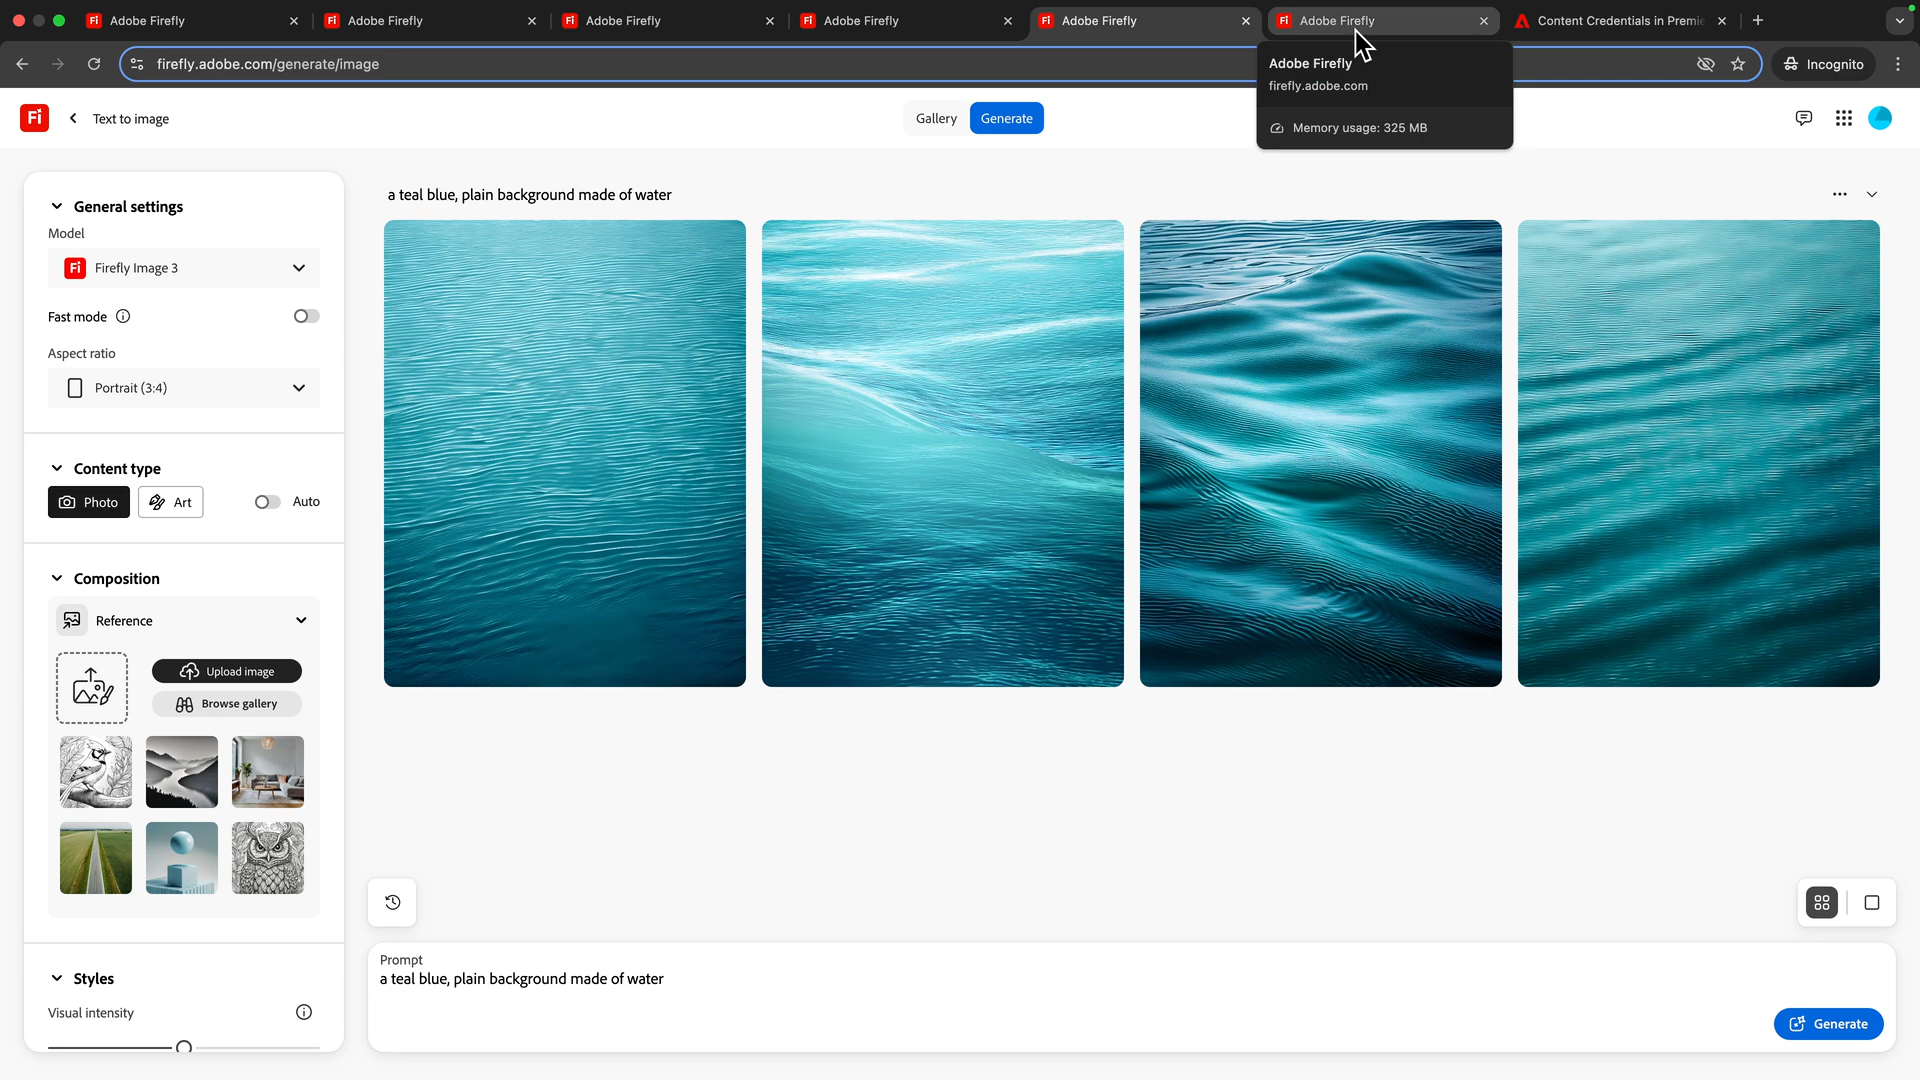 Adobe Firefly
Adobe Firefly
Adobe Firefly
Adobe Firefly
Adobe Firefly
Adobe Firefly
Content Credentials in Premie
firefly.adobe.com/generate/image
Incognito
Adobe Firefly
firefly.adobe.com
Memory usage: 325 MB
Fi
Text to image
Gallery
Generate
General settings
Model
Fi Firefly Image 3
Fast mode
Aspect ratio
Portrait (3:4)
Content type
Photo
Art
Auto
Composition
Reference
Upload image
Browse gallery
Styles
Visual intensity
a teal blue, plain background made of water
Prompt
a teal blue, plain background made of water
Generate